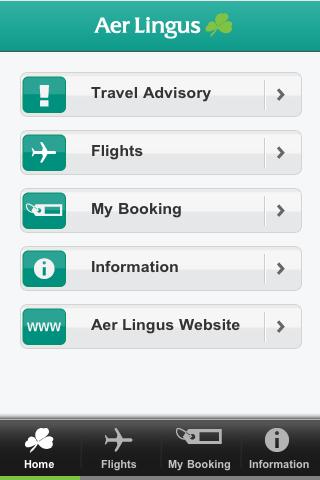 Aer Lingus
! Travel Advisory
Flights
My Booking
i Information
www Aer Lingus Website
Home Flights My Booking i Information